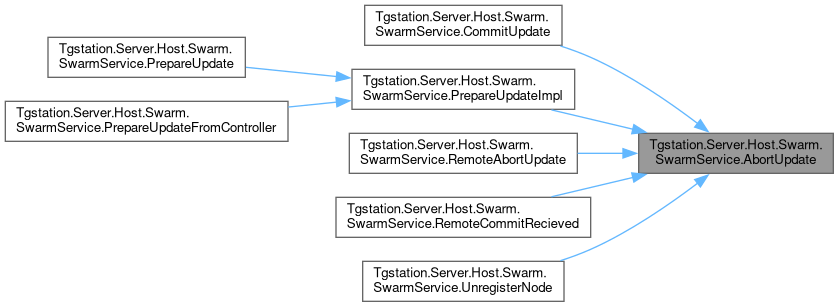 Tgstation.Server.Host.Swarm.
SwarmService.CommitUpdate
Tgstation.Server.Host.Swarm.
SwarmService.PrepareUpdate
Tgstation.Server.Host.Swarm.
SwarmService.PrepareUpdateImpl
Tgstation.Server.Host.Swarm.
SwarmService.PrepareUpdateFromController
Tgstation.Server.Host.Swarm.
SwarmService.RemoteAbortUpdate
Tgstation.Server.Host.Swarm.
SwarmService.AbortUpdate
Tgstation.Server.Host.Swarm.
SwarmService.RemoteCommitRecieved
Tgstation.Server.Host.Swarm.
SwarmService.UnregisterNode